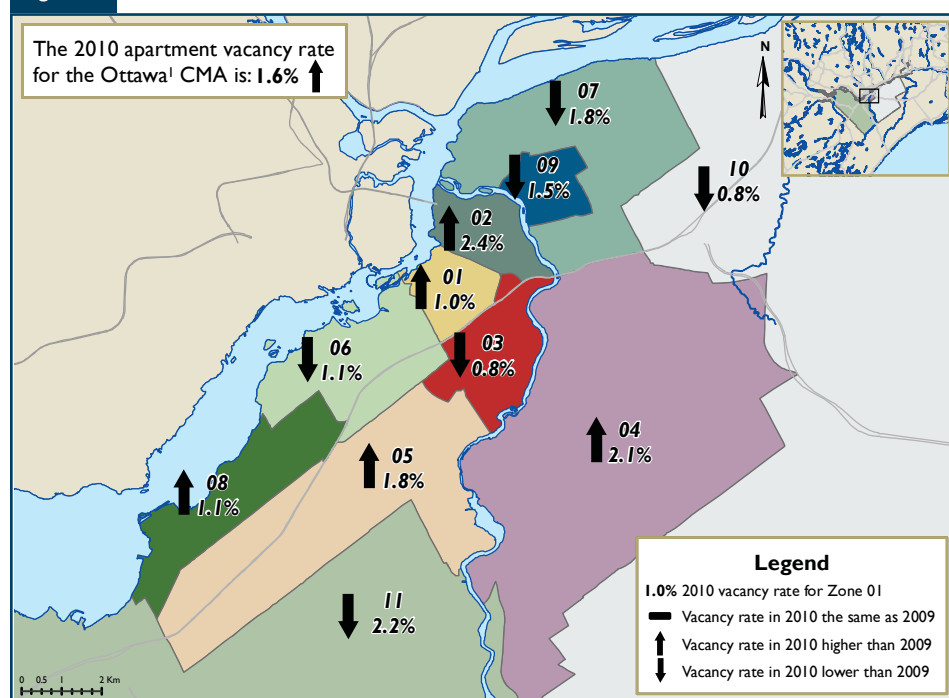 The 2010 apartment vacancy rate
for the Ottawa¹ CMA is: 1.6%
N
07
1.8%
09
1.5%
10
0.8%
02
2.4%
01
1.0%
03
0.8%
06
1.1%
04
2.1%
05
1.8%
08
1.1%
11
2.2%
Legend
1.0% 2010 vacancy rate for Zone 01
Vacancy rate in 2010 the same as 2009
Vacancy rate in 2010 higher than 2009
Vacancy rate in 2010 lower than 2009
0 0.5 1 2 Km